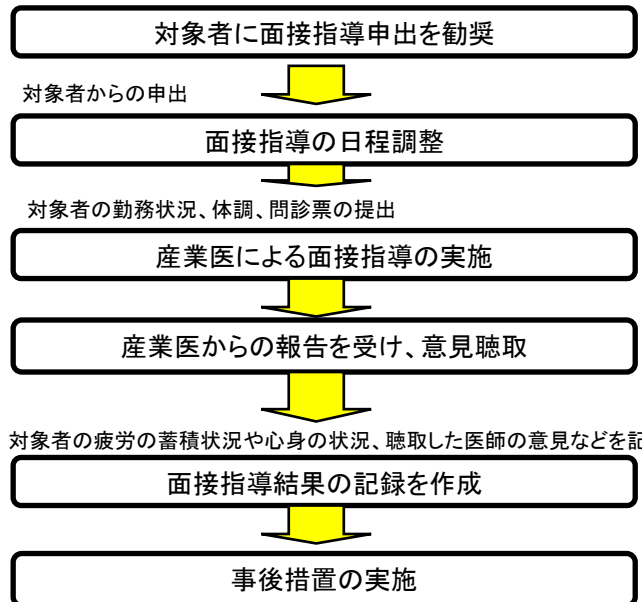 対象者に面接指導申出を勧奨
対象者からの申出
面接指導の日程調整
対象者の勤務状況、体調、問診票の提出
産業医による面接指導の実施
産業医からの報告を受け、意見聴取
対象者の疲労の蓄積状況や心身の状況、聴取した医師の意見などを記
面接指導結果の記録を作成
事後措置の実施